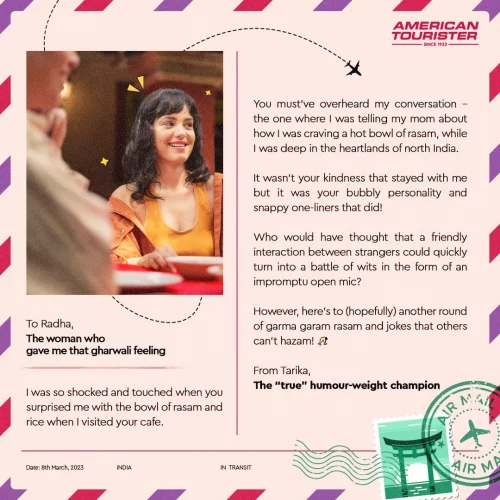 AMERICAN
TOURISTER
SINCE 1933
To Radha,
The woman who
gave me that gharwali feeling
I was so shocked and touched when you
surprised me with the bowl of rasam and
rice when I visited your cafe.
You must've overheard my conversation –
the one where I was telling my mom about
how I was craving a hot bowl of rasam, while
I was deep in the heartlands of north India.
It wasn't your kindness that stayed with me
but it was your bubbly personality and
snappy one-liners that did!
Who would have thought that a friendly
interaction between strangers could quickly
turn into a battle of wits in the form of an
impromptu open mic?
However, here's to (hopefully) another round
of garma garam rasam and jokes that others
can't hazam!
From Tarika,
The "true" humour-weight champion
Date: 8th March, 2023 INDIA IN TRANSIT
AIR MAIL
AIR MAIL